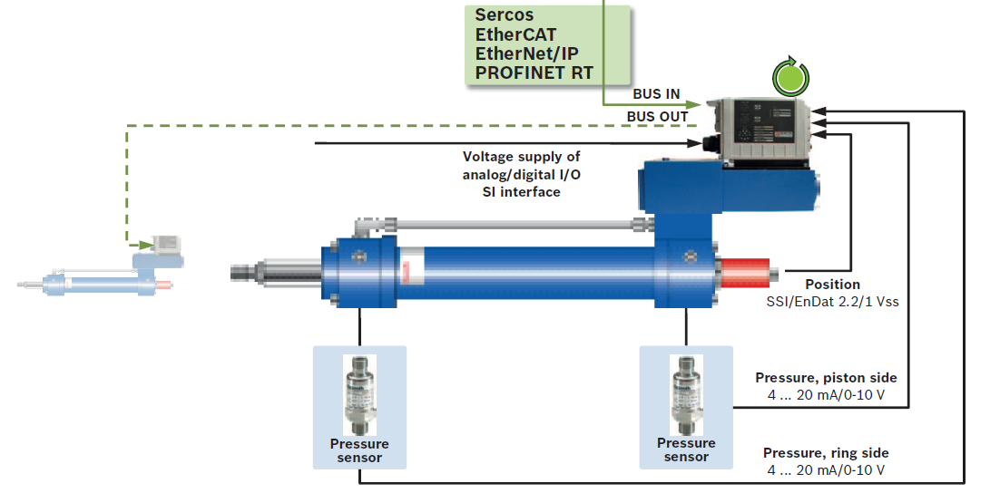 Sercos
EtherCAT
EtherNet/IP
PROFINET RT
BUS IN
BUS OUT
Voltage supply of
analog/digital I/O
SI interface
Position
SSI/EnDat 2.2/1 Vss
Pressure, piston side
4 ... 20 mA/0-10 V
Pressure
sensor
Pressure
sensor
Pressure, ring side
4 ... 20 mA/0-10 V